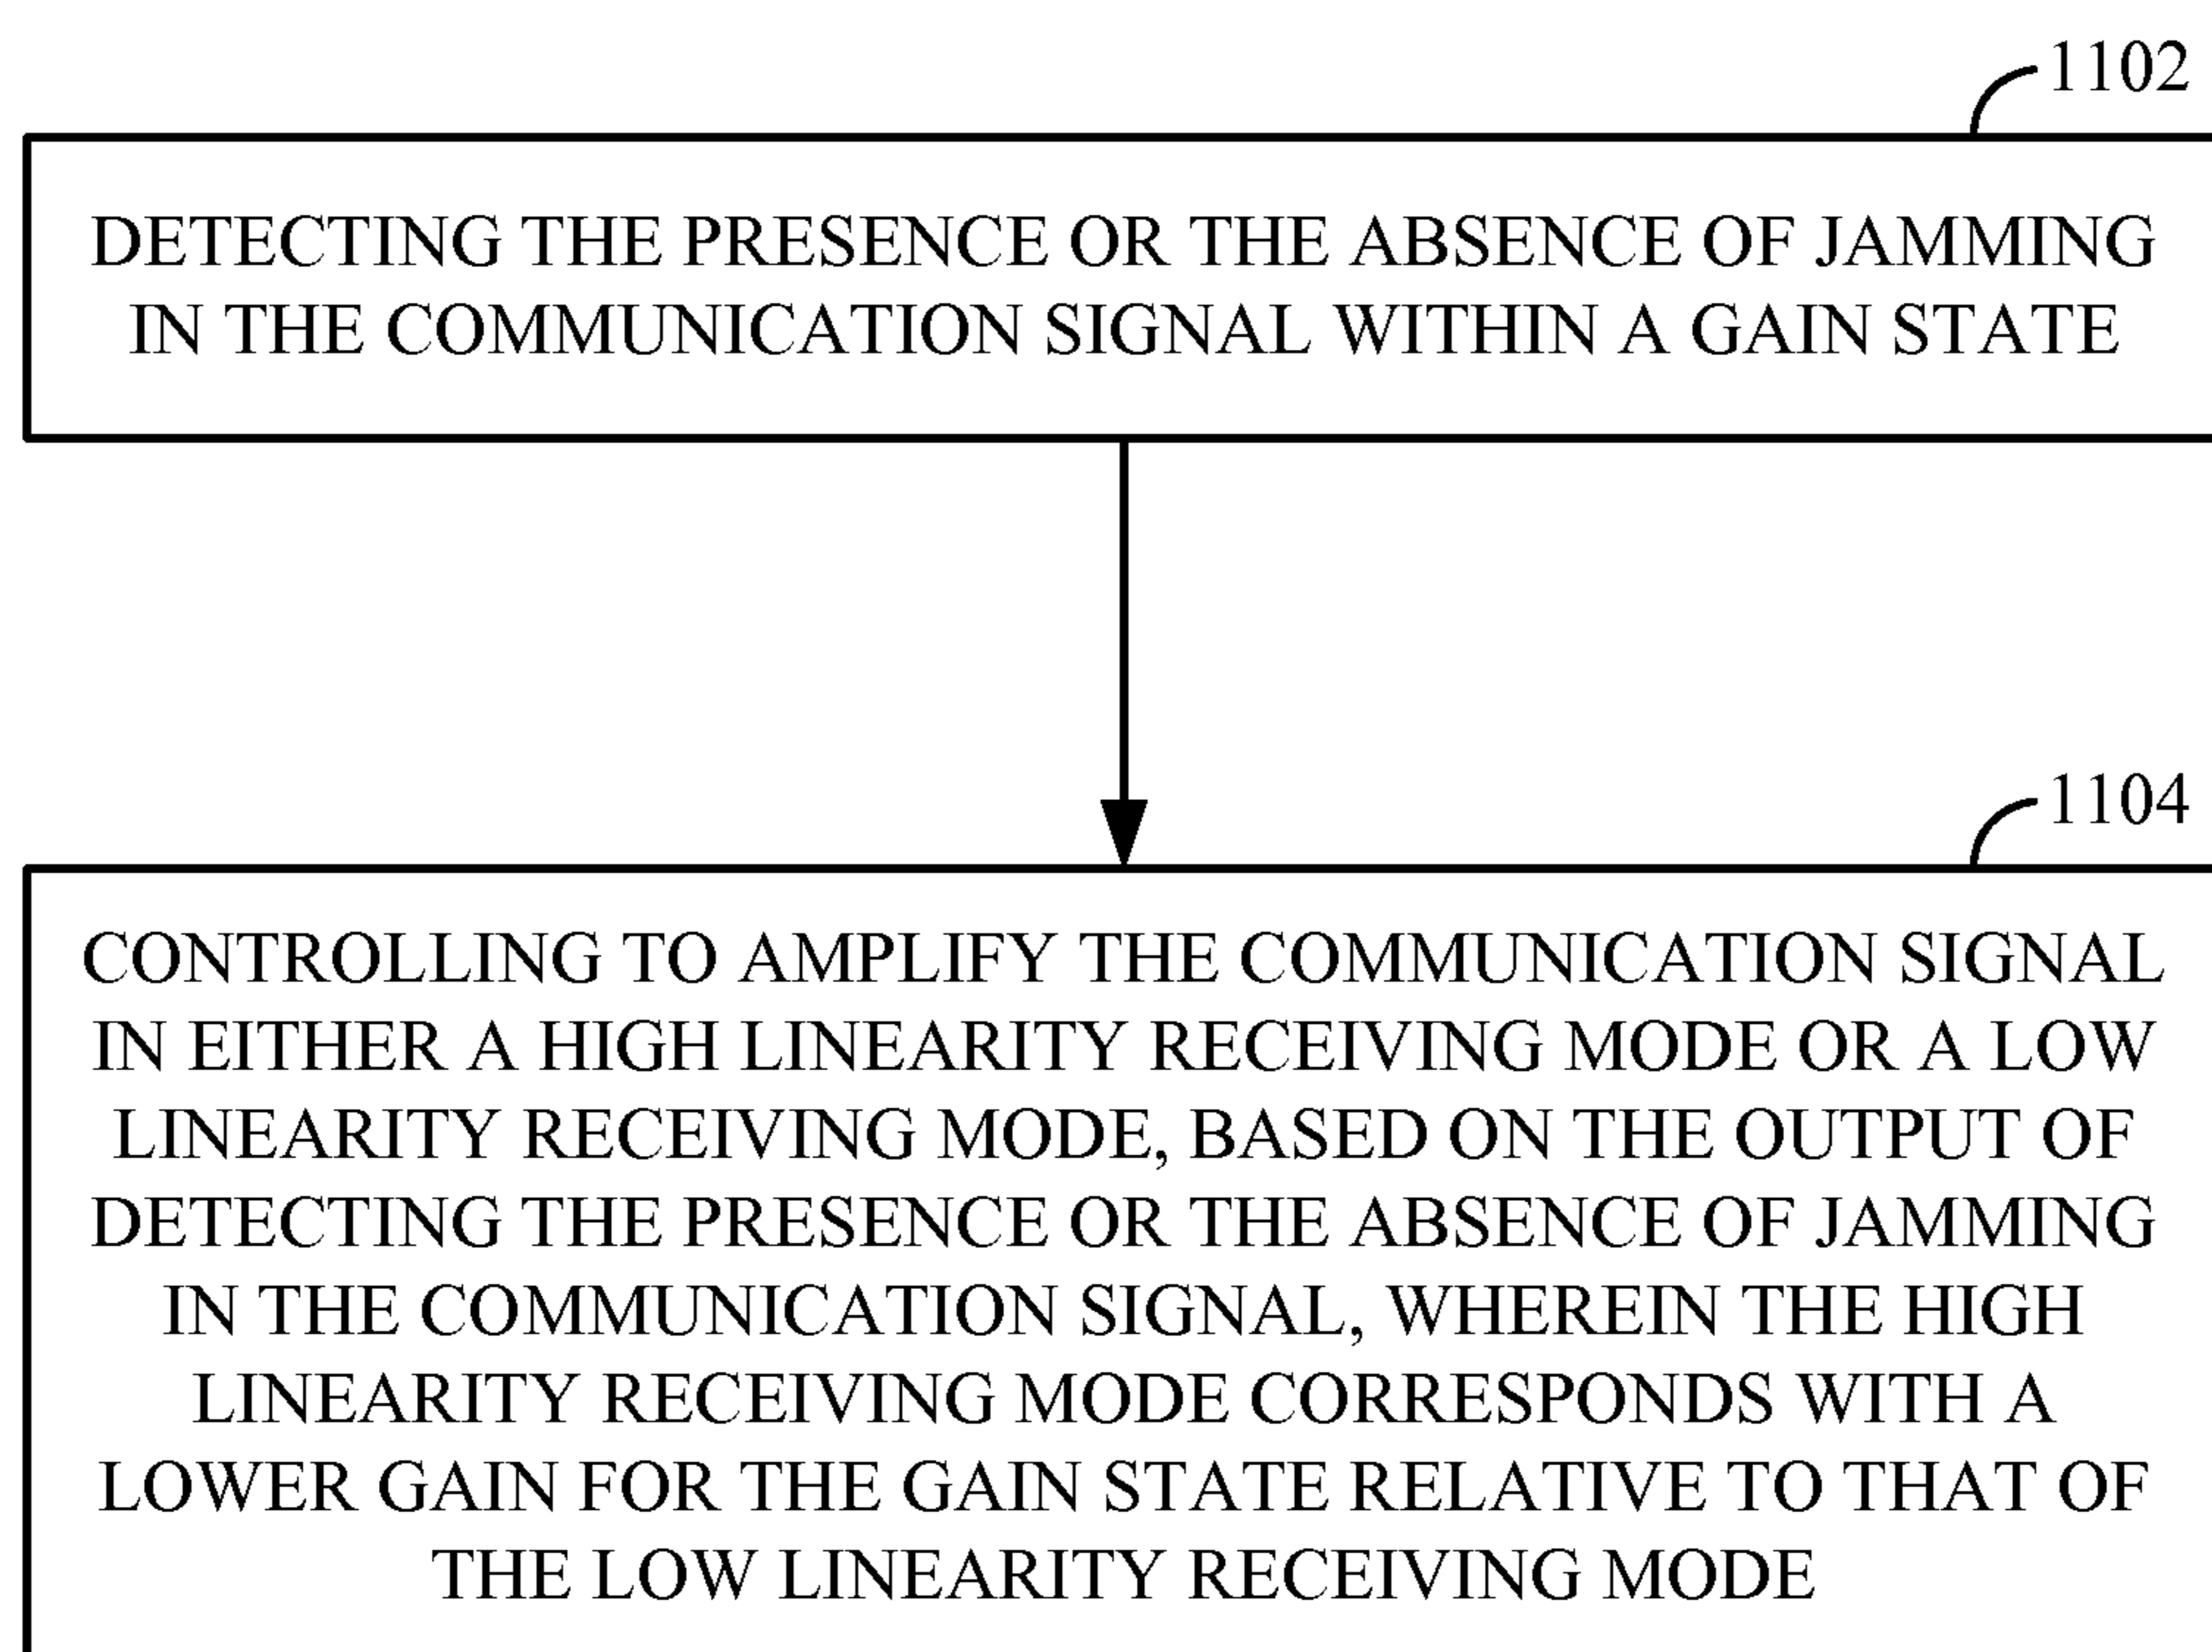 1102
DETECTING THE PRESENCE OR THE ABSENCE OF JAMMING
IN THE COMMUNICATION SIGNAL WITHIN A GAIN STATE
1104
CONTROLLING TO AMPLIFY THE COMMUNICATION SIGNAL
IN EITHER A HIGH LINEARITY RECEIVING MODE OR A LOW
LINEARITY RECEIVING MODE, BASED ON THE OUTPUT OF
DETECTING THE PRESENCE OR THE ABSENCE OF JAMMING
IN THE COMMUNICATION SIGNAL, WHEREIN THE HIGH
LINEARITY RECEIVING MODE CORRESPONDS WITH A
LOWER GAIN FOR THE GAIN STATE RELATIVE TO THAT OF
THE LOW LINEARITY RECEIVING MODE